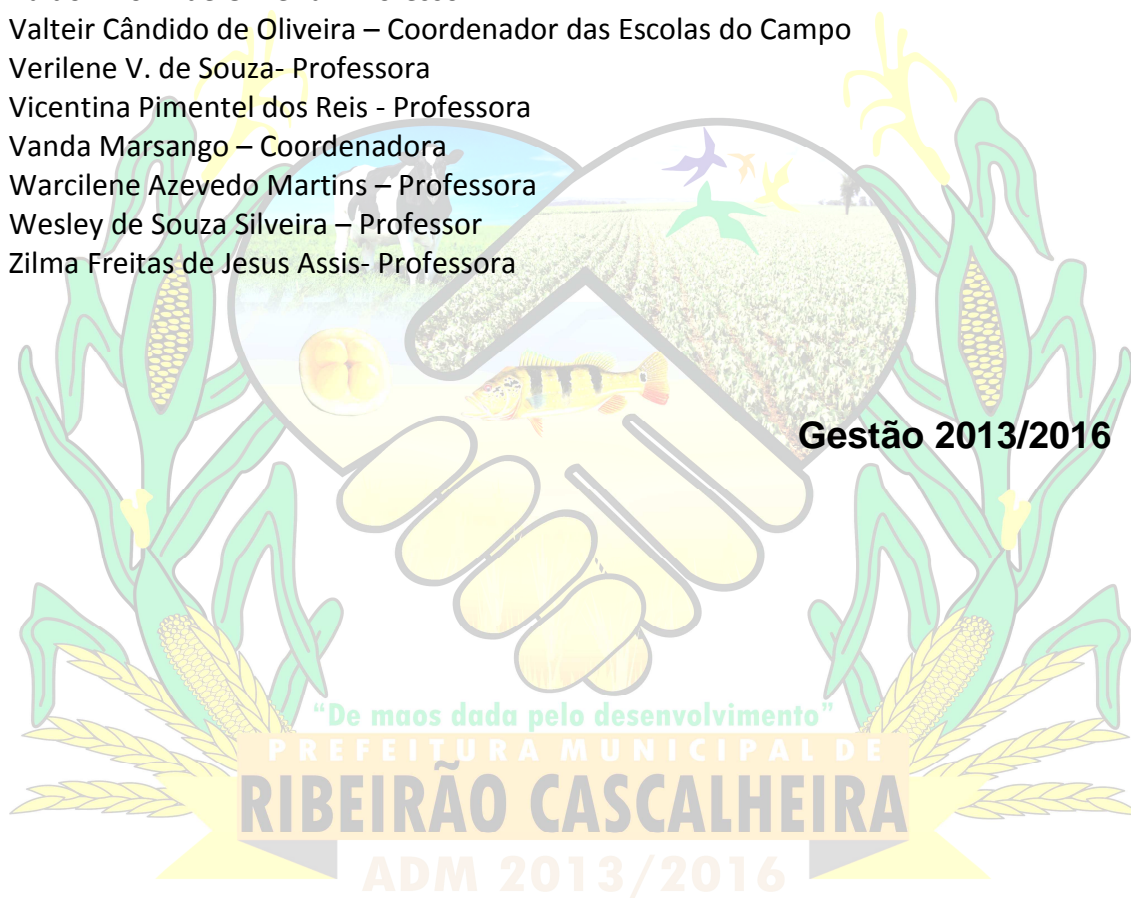 Valteir Cândido de Oliveira – Coordenador das Escolas do Campo
Verilene V. de Souza- Professora
Vicentina Pimentel dos Reis - Professora
Vanda Marsango – Coordenadora
Warcilene Azevedo Martins – Professora
Wesley de Souza Silveira – Professor
Zilma Freitas de Jesus Assis- Professora
Gestão 2013/2016
“De maos dada pelo desenvolvimento”
PREFEITURA MUNICIPAL DE
RIBEIRÃO CASCALHEIRA
ADM 2013/2016